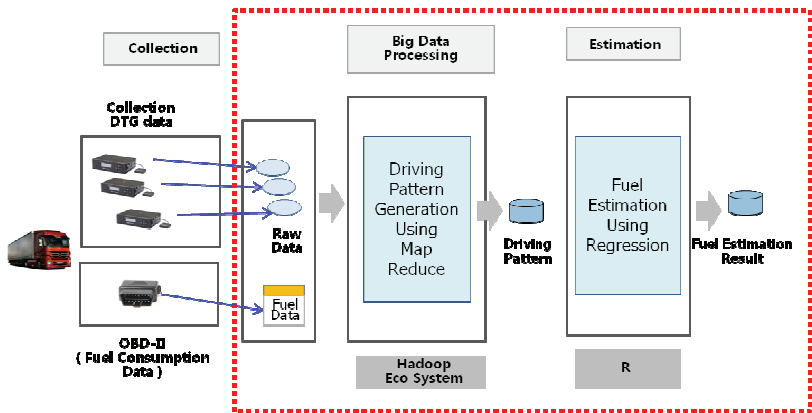 Collection
Big Data
Processing
Estimation
Collection
DTG data
Raw
Data
Fuel
Data
OBD-II
( Fuel Consumption
Data )
Driving
Pattern
Generation
Using
Map
Reduce
Driving
Pattern
Hadoop
Eco System
Fuel
Estimation
Using
Regression
R
Fuel Estimation
Result